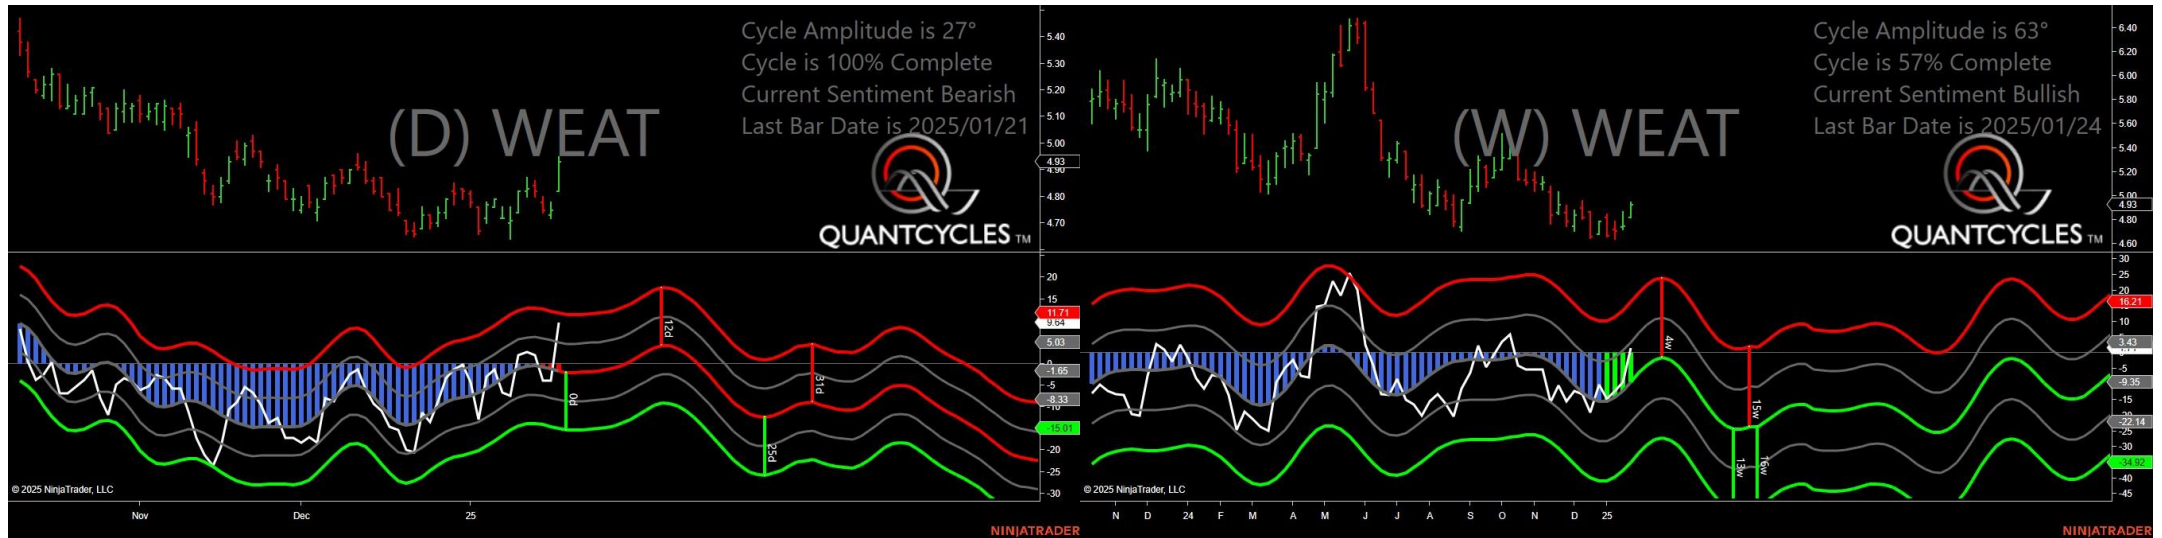 Cycle Amplitude is 27°
Cycle is 100% Complete
Current Sentiment Bearish
Last Bar Date is 2025/01/21
(D) WEAT
QUANTCYCLES TM
5.40
5.30
5.20
5.10
5.00
4.93
4.90
4.80
4.70
20
15
11.71
9.64
5.03
0
-1.65
-5
-8.33
-10
-15.01
-20
-25
-30
12d
0d
31d
25d
© 2025 NinjaTrader, LLC
Nov
Dec
25
NINJATRADER
Cycle Amplitude is 63°
Cycle is 57% Complete
Current Sentiment Bullish
Last Bar Date is 2025/01/24
(W) WEAT
QUANTCYCLES TM
6.40
6.20
6.00
5.80
5.60
5.40
5.20
5.00
4.93
4.80
4.60
30
25
20
16.21
10
3.43
-5
-9.35
-15
-22.14
-25
-30
-34.92
-40
-45
4w
15w
13w
16w
© 2025 NinjaTrader, LLC
N D 24 F M A M J J A S O N D 25
NINJATRADER